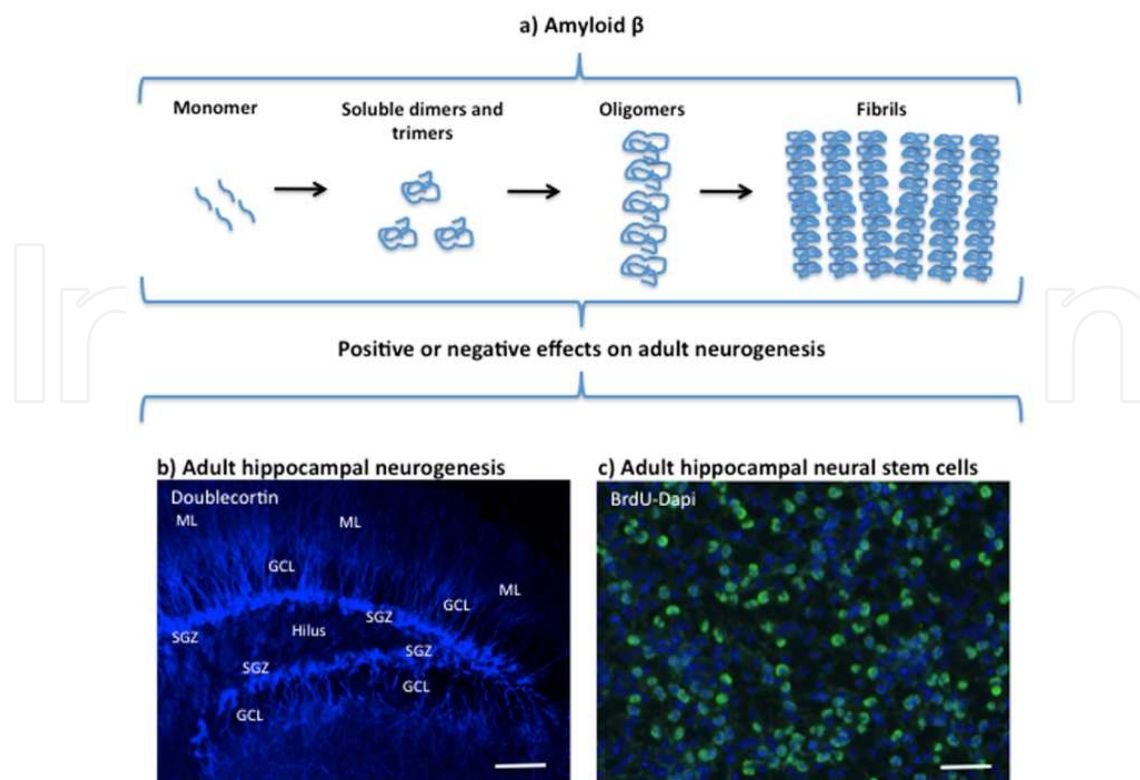 a) Amyloid β
Monomer
Soluble dimers and
trimers
Oligomers
Fibrils
Positive or negative effects on adult neurogenesis
b) Adult hippocampal neurogenesis
Doublecortin
ML
ML
GCL
ML
GCL
SGZ
SGZ
Hilus
SGZ
SGZ
GCL
GCL
c) Adult hippocampal neural stem cells
BrdU-Dapi